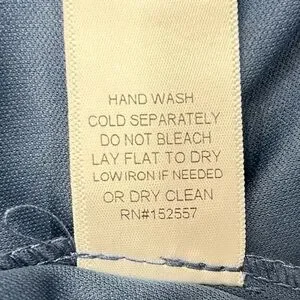 HAND WASH
COLD SEPARATELY
DO NOT BLEACH
LAY FLAT TO DRY
LOW IRON IF NEEDED
OR DRY CLEAN
RN#152557